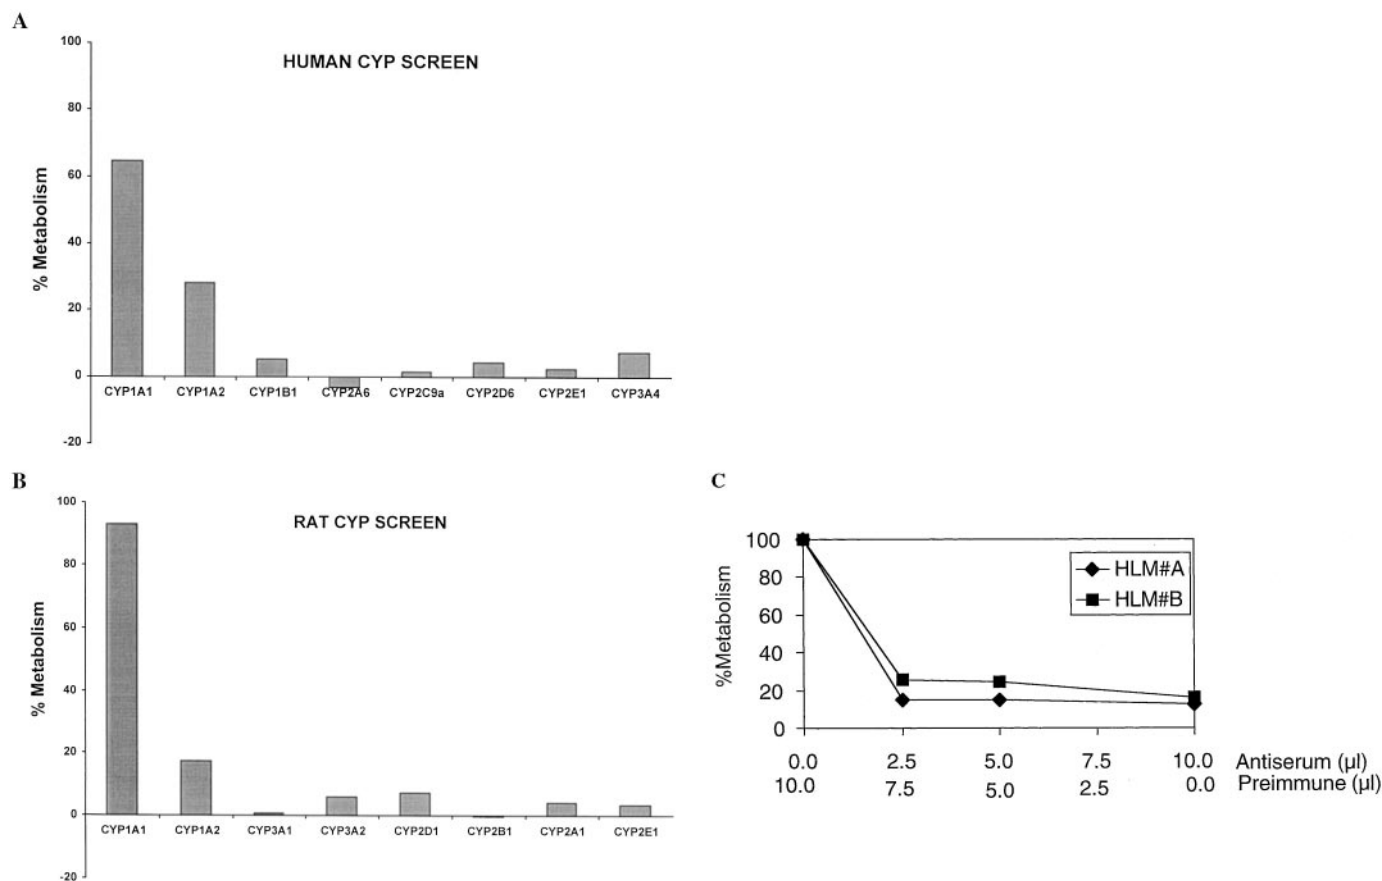 A
HUMAN CYP SCREEN
% Metabolism
100
80
60
40
20
0
-20
CYP1A1 CYP1A2 CYP1B1 CYP2A6 CYP2C9a CYP2D6 CYP2E1 CYP3A4
B
RAT CYP SCREEN
% Metabolism
100
80
60
40
20
0
-20
CYP1A1 CYP1A2 CYP3A1 CYP3A2 CYP2D1 CYP2B1 CYP2A1 CYP2E1
C
%Metabolism
100
80
60
40
20
0
HLM#A
HLM#B
0.0 2.5 5.0 7.5 10.0 Antiserum (µl)
10.0 7.5 5.0 2.5 0.0 Preimmune (µl)